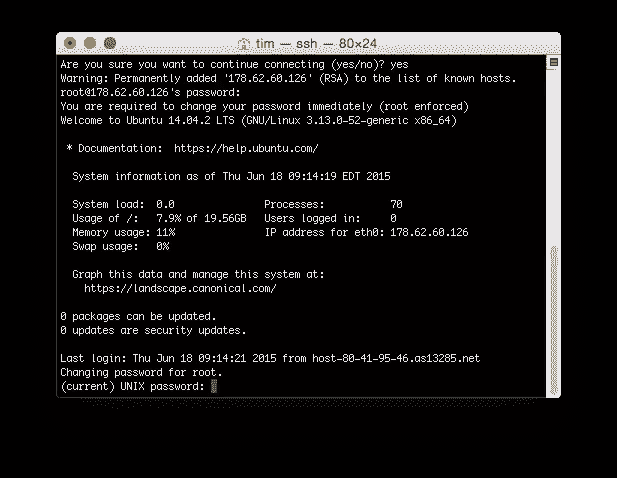 tim — ssh — 80×24
Are you sure you want to continue connecting (yes/no)? yes
Warning: Permanently added '178.62.60.126' (RSA) to the list of known hosts.
root@178.62.60.126's password:
You are required to change your password immediately (root enforced)
Welcome to Ubuntu 14.04.2 LTS (GNU/Linux 3.13.0-52-generic x86_64)
* Documentation:  https://help.ubuntu.com/
System information as of Thu Jun 18 09:14:19 EDT 2015
System load:  0.0               Processes:           70
Usage of /:   7.9% of 19.56GB   Users logged in:     0
Memory usage: 11%               IP address for eth0: 178.62.60.126
Swap usage:   0%
Graph this data and manage this system at:
https://landscape.canonical.com/
0 packages can be updated.
0 updates are security updates.
Last login: Thu Jun 18 09:14:21 2015 from host-80-41-95-46.as13285.net
Changing password for root.
(current) UNIX password: